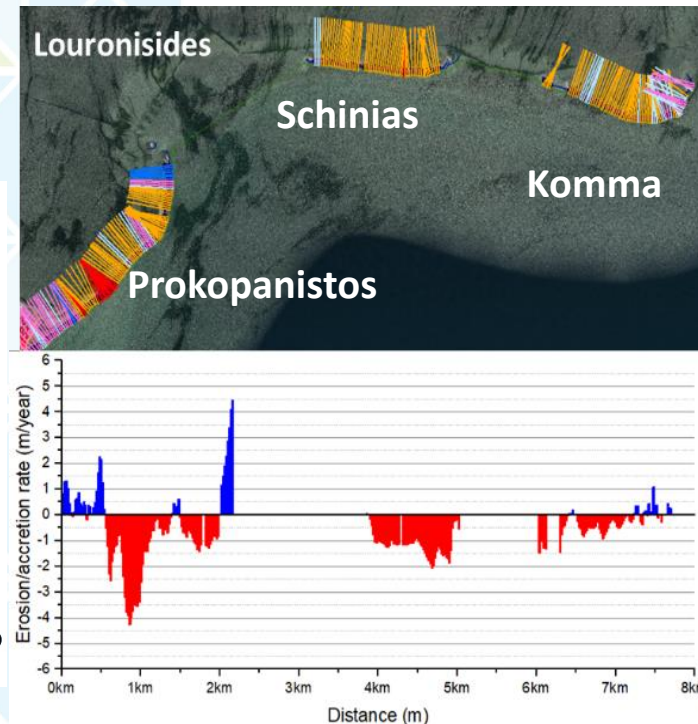 Louronisides
Schinias
Komma
Prokopanistos
Erosion/accretion rate (m/year)
6
5
4
3
2
1
0
-1
-2
-3
-4
-5
-6
0km 1km 2km 3km 4km 5km 6km 7km 8k
Distance (m)